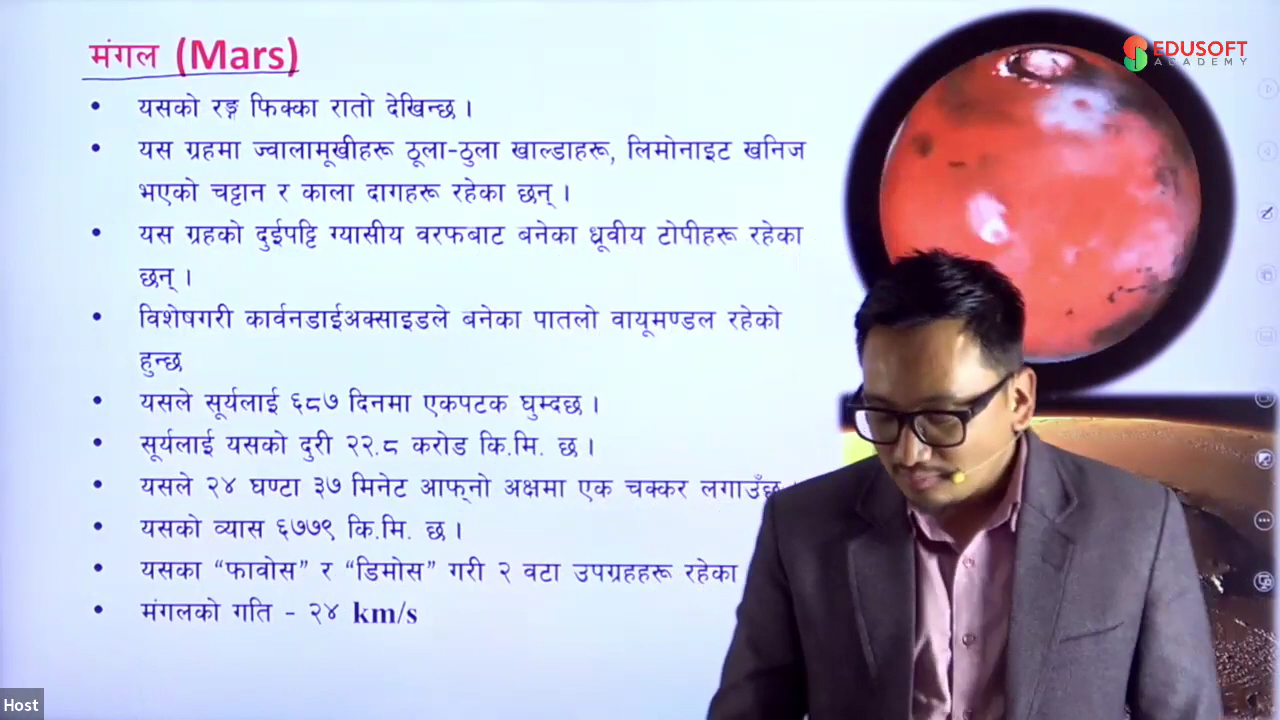 मंगल (Mars)
• यसको रङ्ग फिक्का रातो देखिन्छ ।
• यस ग्रहमा ज्वालामूखीहरू ठूला-ठुला खाल्डाहरू, लिमोनाइट खनिज
भएको चट्टान र काला दागहरू रहेका छन् ।
• यस ग्रहको दुईपट्टि ग्यासीय वरफबाट बनेका ध्रूवीय टोपीहरू रहेका
छन् ।
• विशेषगरी कार्वनडाईअक्साइडले बनेका पातलो वायूमण्डल रहेको
हुन्छ
• यसले सूर्यलाई ६८७ दिनमा एकपटक घुम्दछ ।
• सूर्यलाई यसको दुरी २२.८ करोड कि.मि. छ ।
• यसले २४ घण्टा ३७ मिनेट आफ्‌नो अक्षमा एक चक्कर लगाउँछ ।
• यसको व्यास ६७७९ कि.मि. छ ।
• यसका “फावोस” र “डिमोस” गरी २ वटा उपग्रहहरू रहेका
• मंगलको गति - २४ km/s
EDUSOFT
ACADEMY
Host